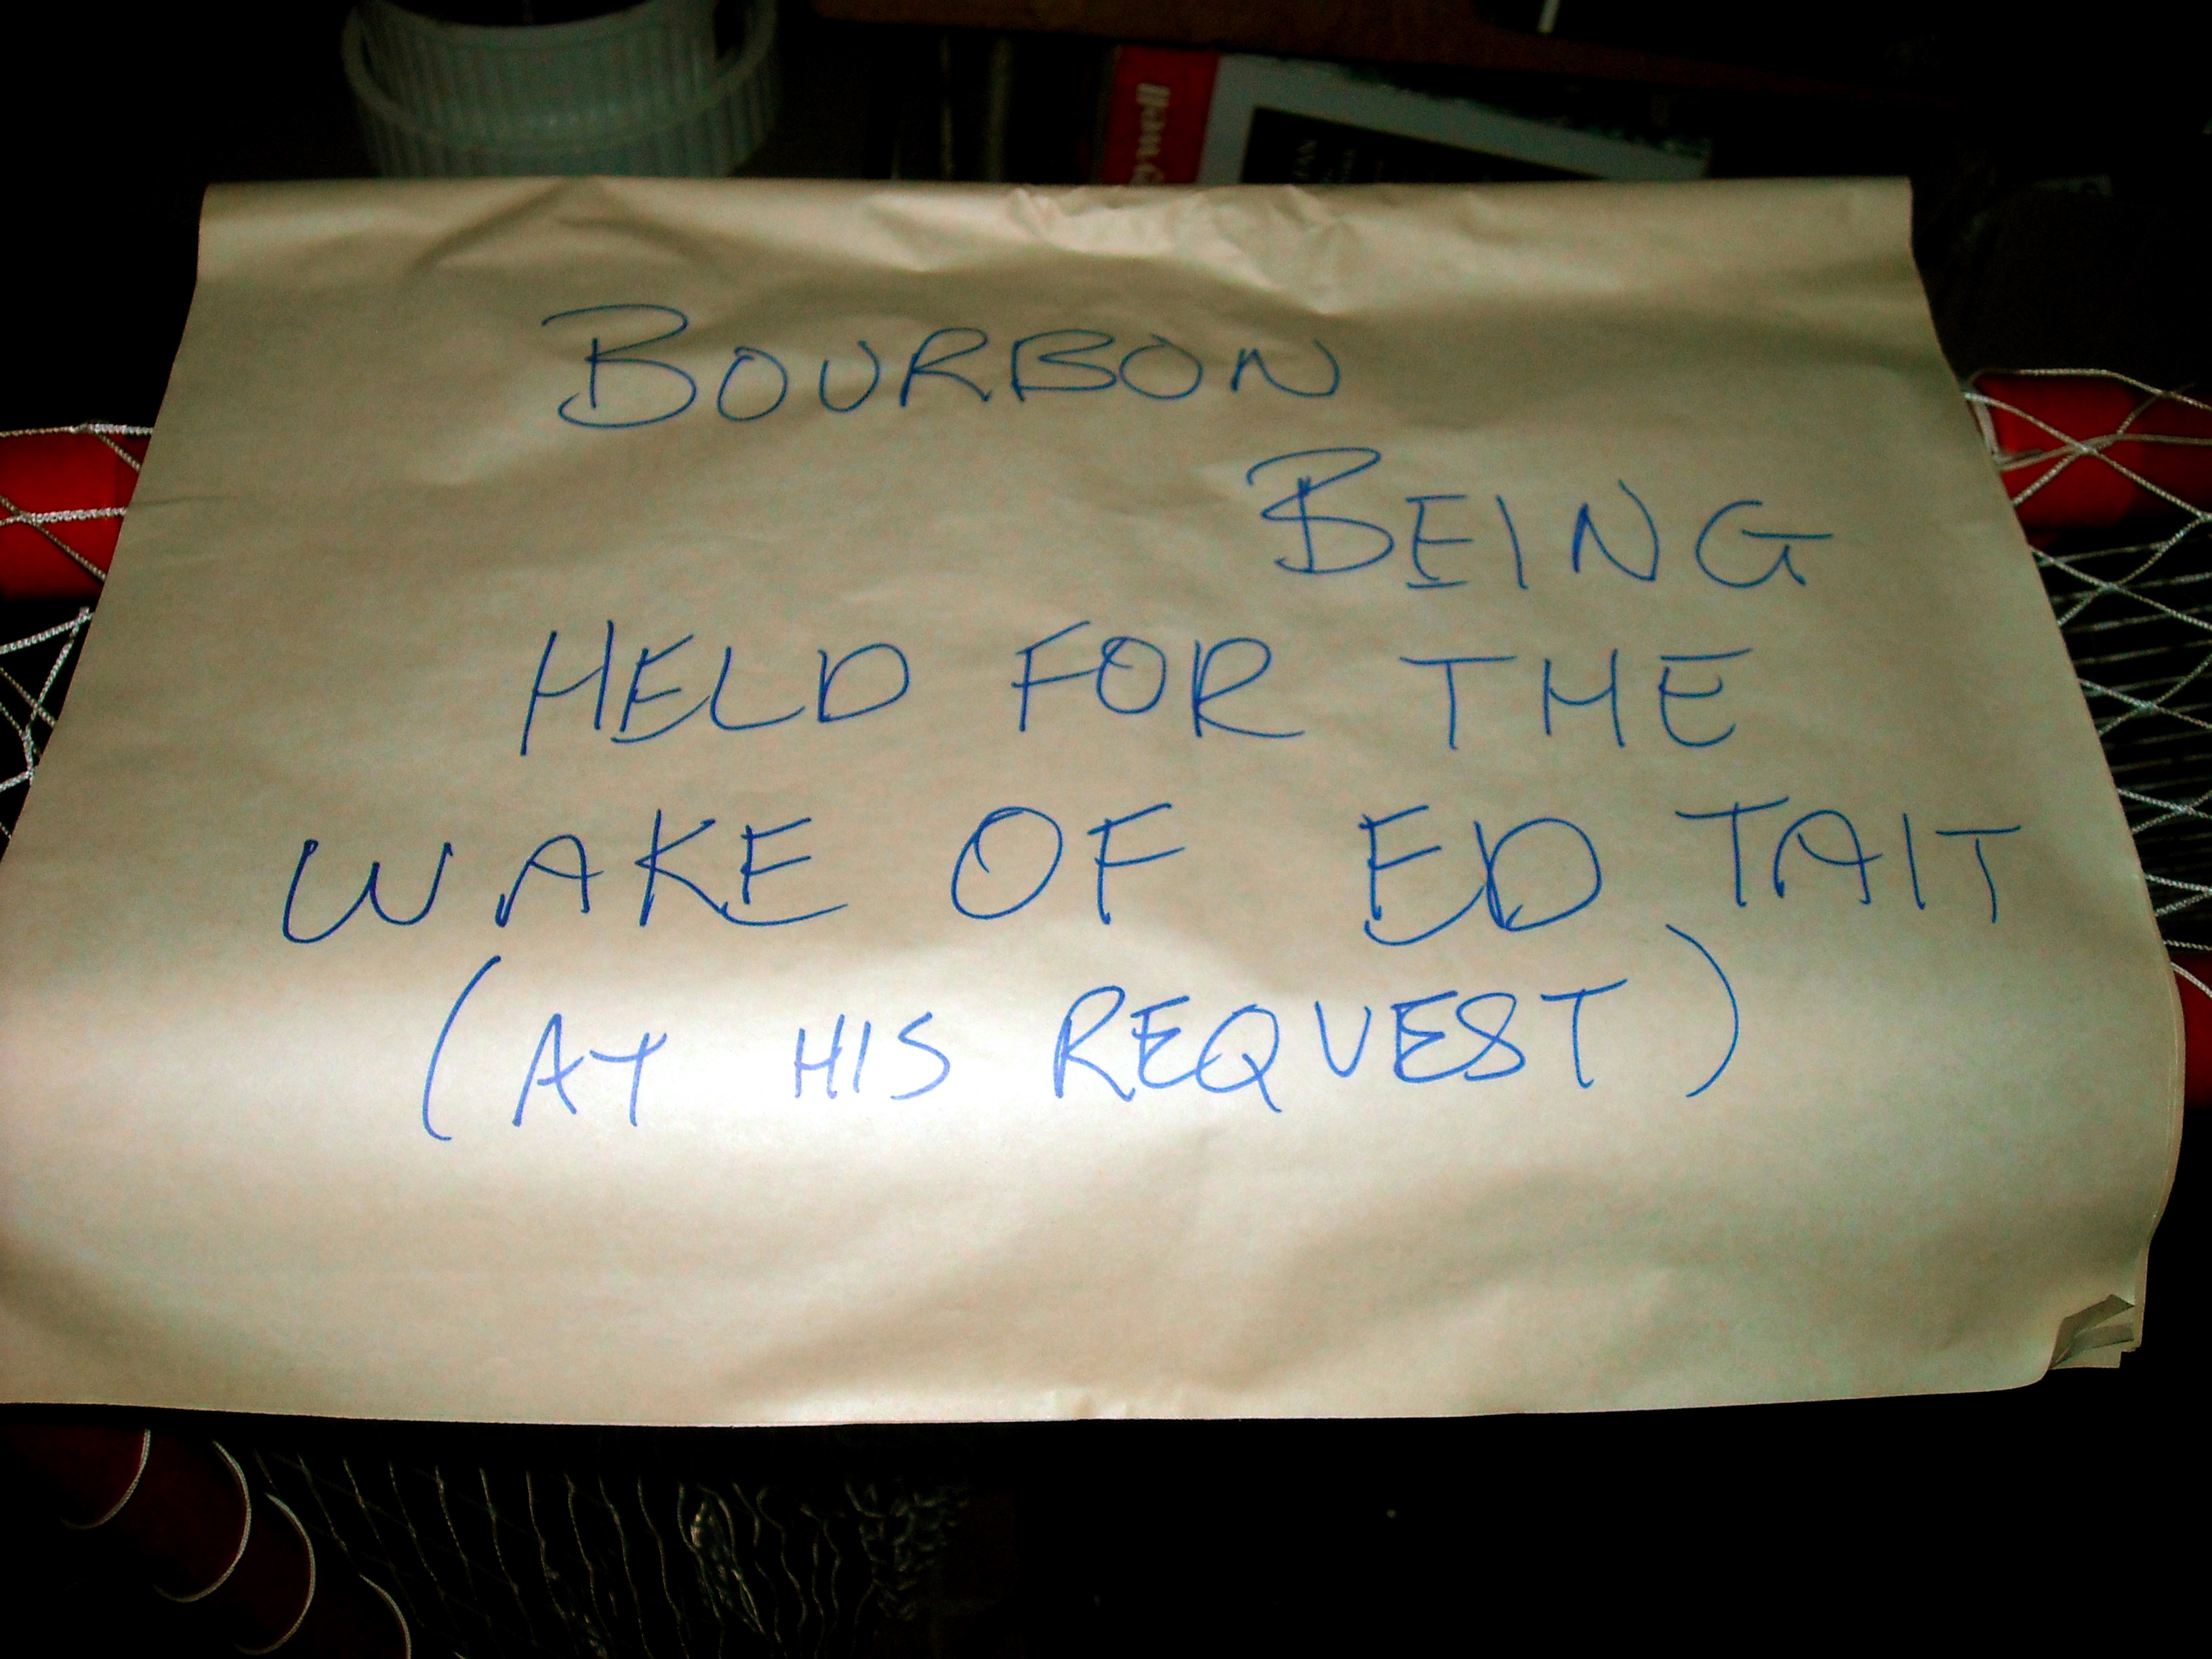 BOURBON
BEING
HELD FOR THE
WAKE OF ED TAIT
(AT HIS REQUEST)